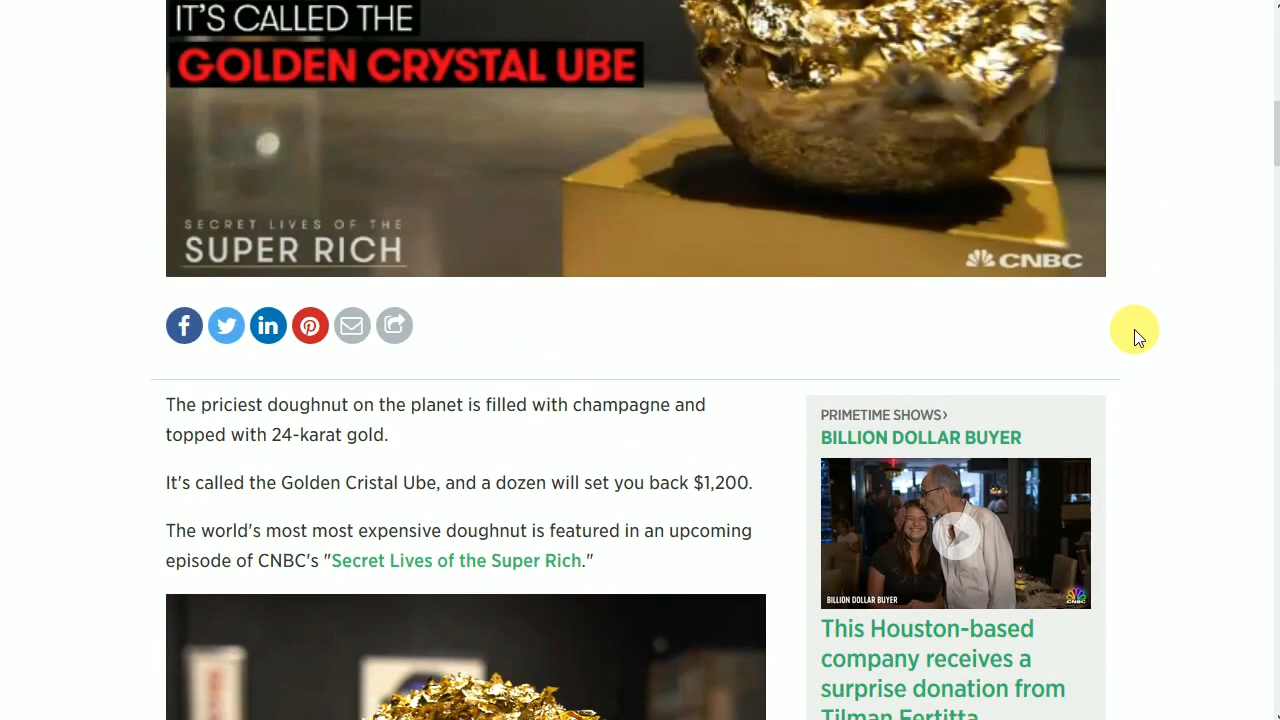 IT'S CALLED THE
GOLDEN CRYSTAL UBE
SECRET LIVES OF THE
SUPER RICH
CNBC
The priciest doughnut on the planet is filled with champagne and
topped with 24-karat gold.
It's called the Golden Cristal Ube, and a dozen will set you back $1,200.
The world's most most expensive doughnut is featured in an upcoming
episode of CNBC's "Secret Lives of the Super Rich."
PRIMETIME SHOWS›
BILLION DOLLAR BUYER
BILLION DOLLAR BUYER
CNBC
This Houston-based
company receives a
surprise donation from
Tilman Fertitta